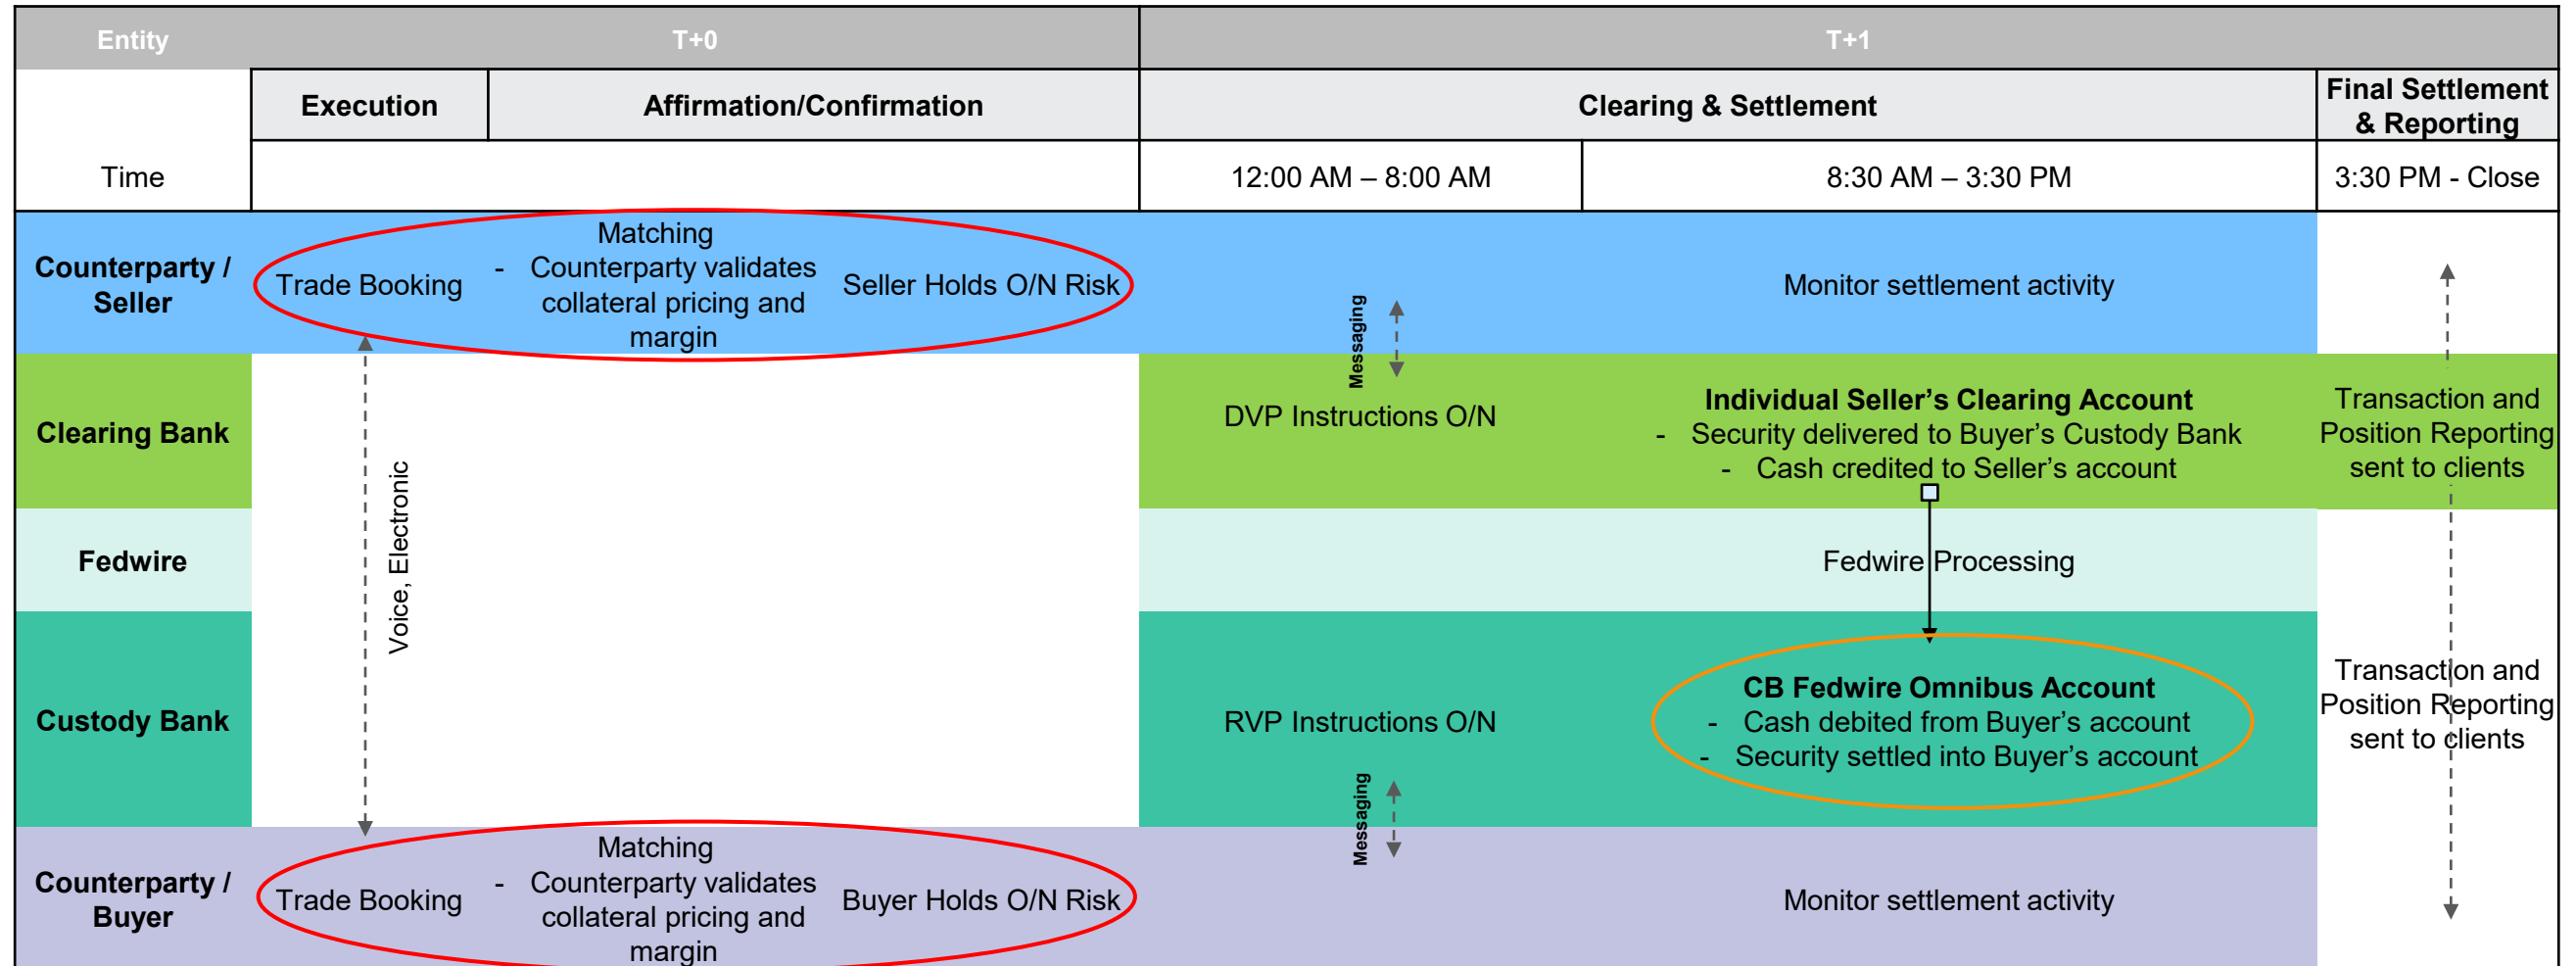 Entity
T+0
T+1
Execution
Affirmation/Confirmation
Clearing & Settlement
Final Settlement
& Reporting
Time
12:00 AM – 8:00 AM
8:30 AM – 3:30 PM
3:30 PM - Close
Counterparty /
Seller
Trade Booking
Matching
- Counterparty validates
collateral pricing and
margin
Seller Holds O/N Risk
Messaging
Monitor settlement activity
Voice, Electronic
Clearing Bank
DVP Instructions O/N
Individual Seller’s Clearing Account
- Security delivered to Buyer’s Custody Bank
- Cash credited to Seller’s account
Transaction and
Position Reporting
sent to clients
Fedwire
Fedwire Processing
Custody Bank
RVP Instructions O/N
CB Fedwire Omnibus Account
- Cash debited from Buyer’s account
- Security settled into Buyer’s account
Transaction and
Position Reporting
sent to clients
Messaging
Counterparty /
Buyer
Trade Booking
Matching
- Counterparty validates
collateral pricing and
margin
Buyer Holds O/N Risk
Monitor settlement activity